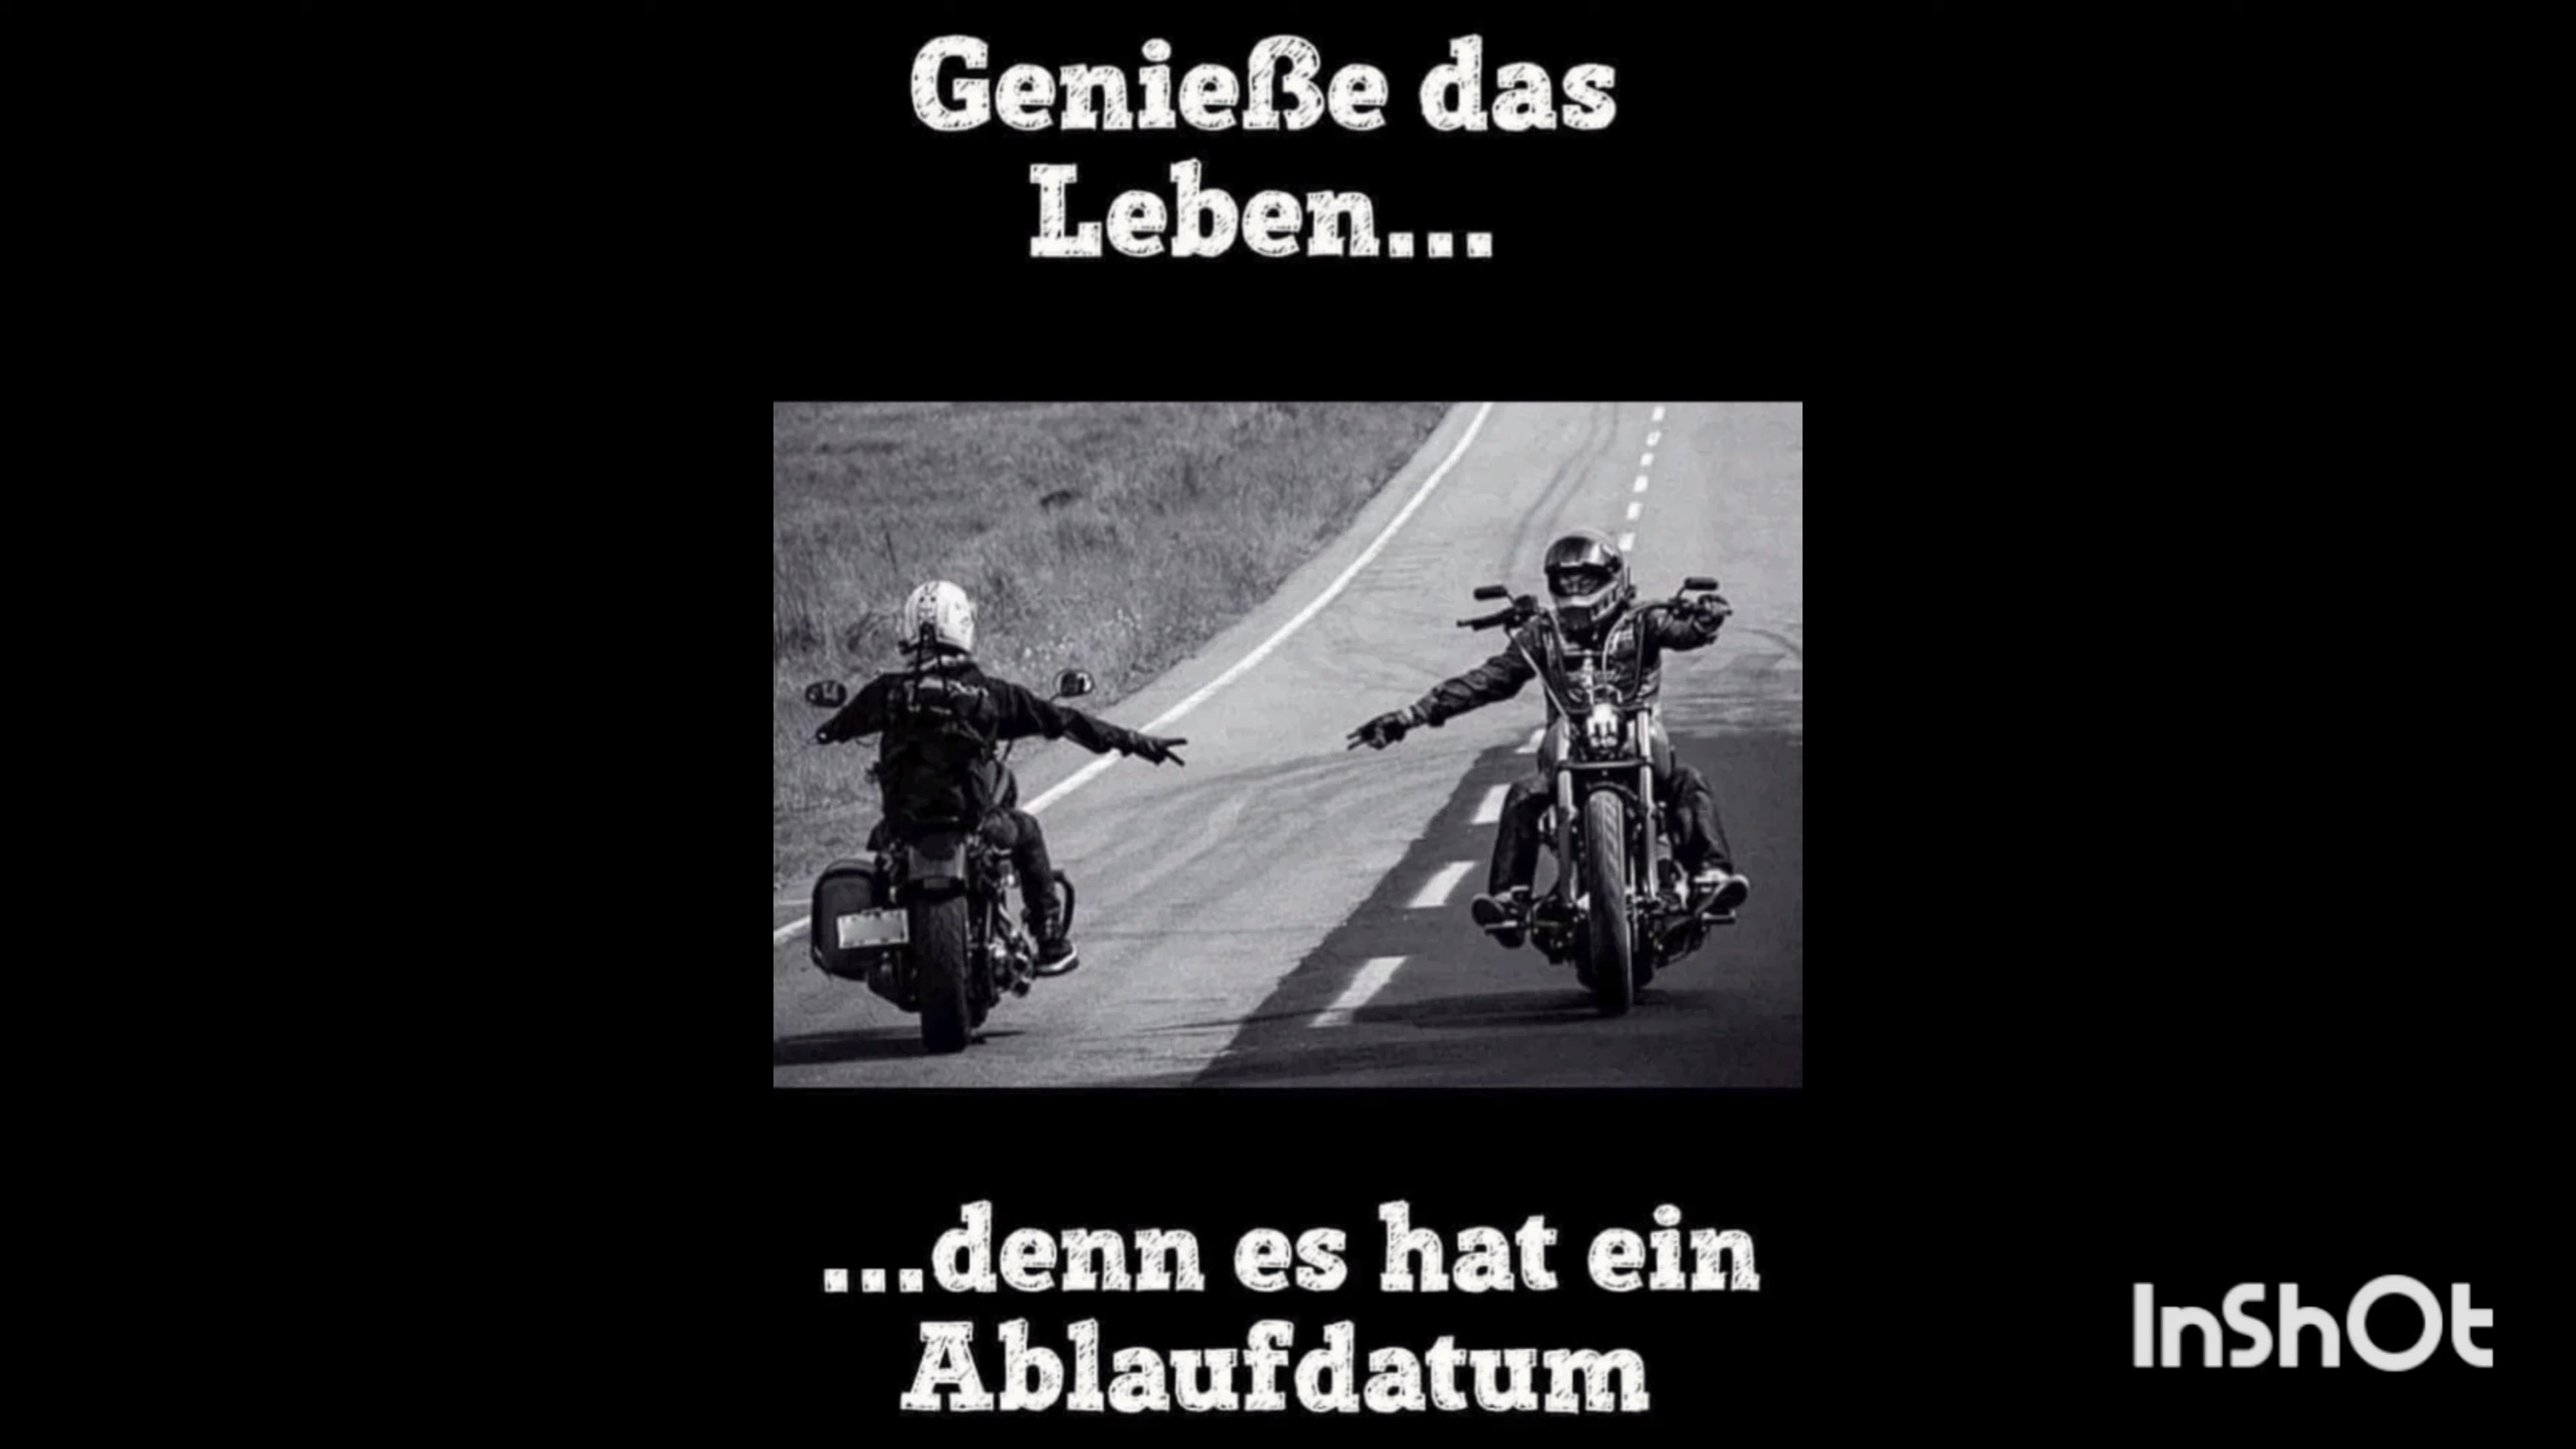 Genieße das
Leben...
...denn es hat ein
Ablaufdatum
InShOt